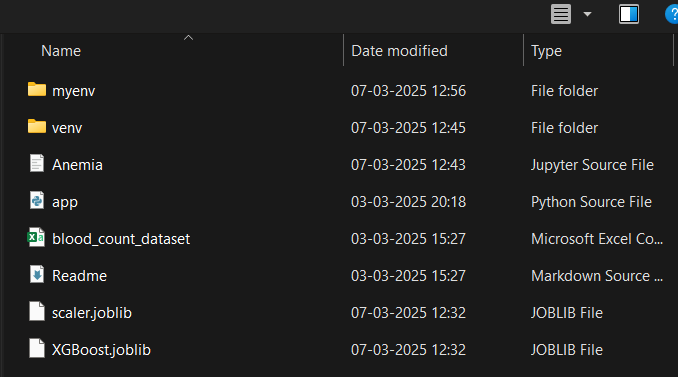 Name Date modified Type
myenv 07-03-2025 12:56 File folder
venv 07-03-2025 12:45 File folder
Anemia 07-03-2025 12:43 Jupyter Source File
app 03-03-2025 20:18 Python Source File
blood_count_dataset 03-03-2025 15:27 Microsoft Excel Co...
Readme 03-03-2025 15:27 Markdown Source ...
scaler.joblib 07-03-2025 12:32 JOBLIB File
XGBoost.joblib 07-03-2025 12:32 JOBLIB File